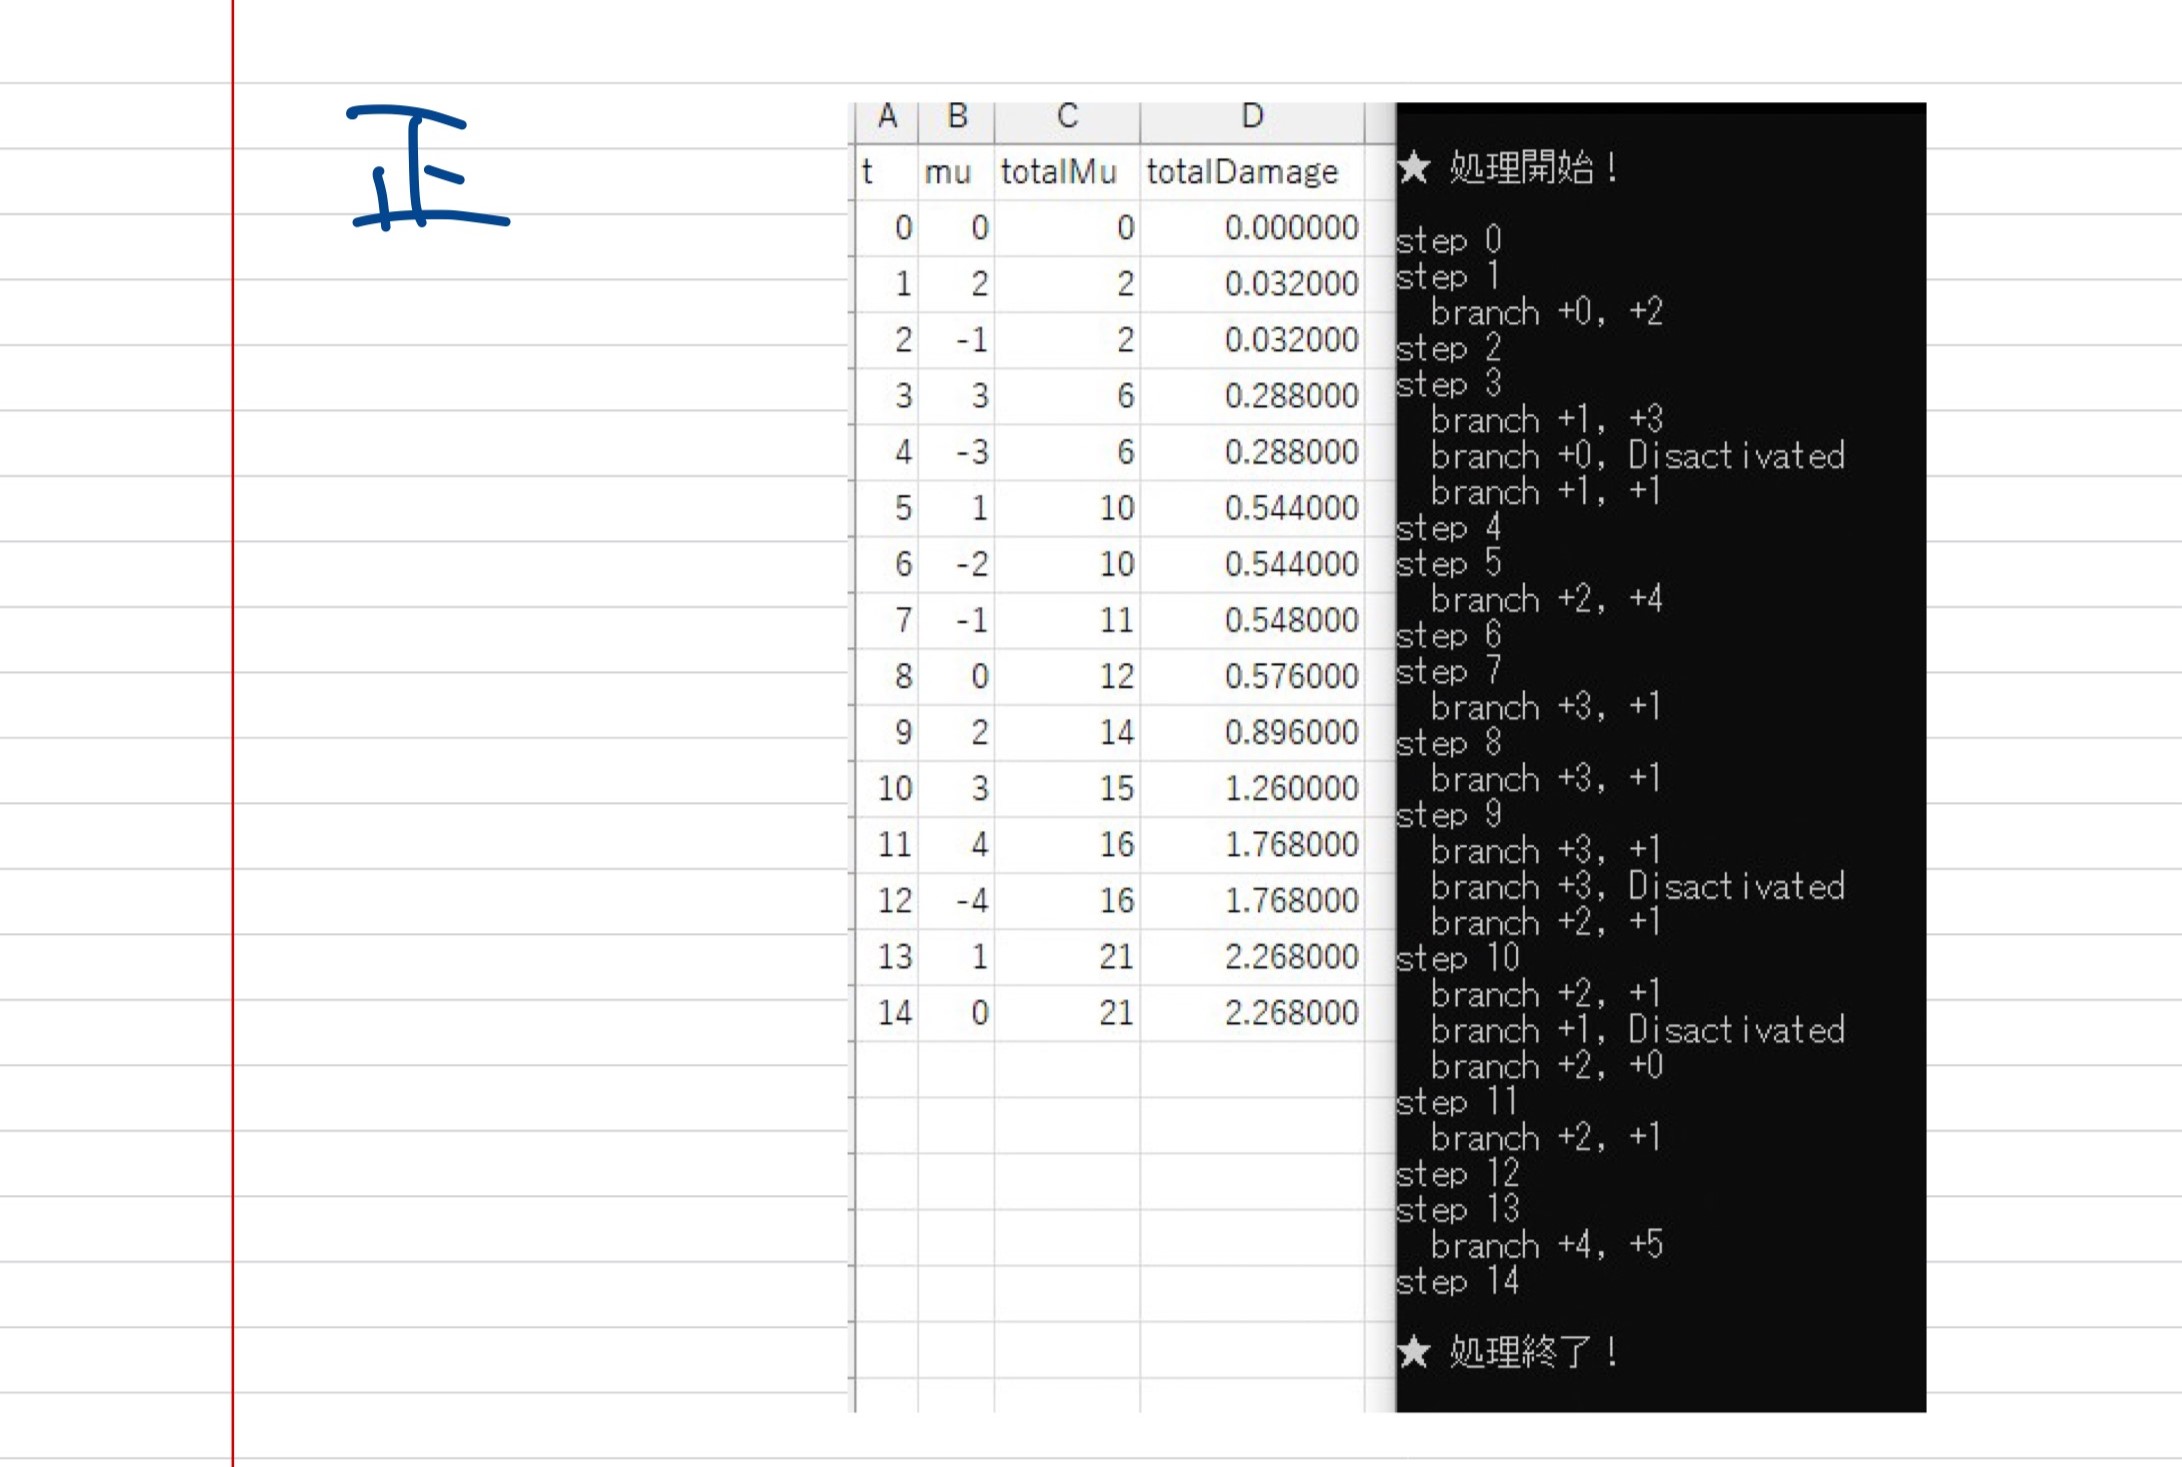 正
A B C D
t mu totalMu totalDamage
0 0 0 0.000000
1 2 2 0.032000
2 -1 2 0.032000
3 3 6 0.288000
4 -3 6 0.288000
5 1 10 0.544000
6 -2 10 0.544000
7 -1 11 0.548000
8 0 12 0.576000
9 2 14 0.896000
10 3 15 1.260000
11 4 16 1.768000
12 -4 16 1.768000
13 1 21 2.268000
14 0 21 2.268000
★ 処理開始！
step 0
step 1
branch +0, +2
step 2
step 3
branch +1, +3
branch +0, Disactivated
branch +1, +1
step 4
step 5
branch +2, +4
step 6
step 7
branch +3, +1
step 8
branch +3, +1
step 9
branch +3, +1
branch +3, Disactivated
branch +2, +1
step 10
branch +2, +1
branch +1, Disactivated
branch +2, +0
step 11
branch +2, +1
step 12
step 13
branch +4, +5
step 14
★ 処理終了！